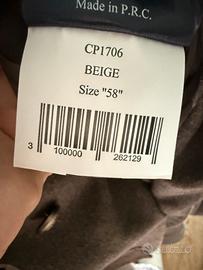 Made in P.R.C.
CP1706
BEIGE
Size "58"
3 100000 262129